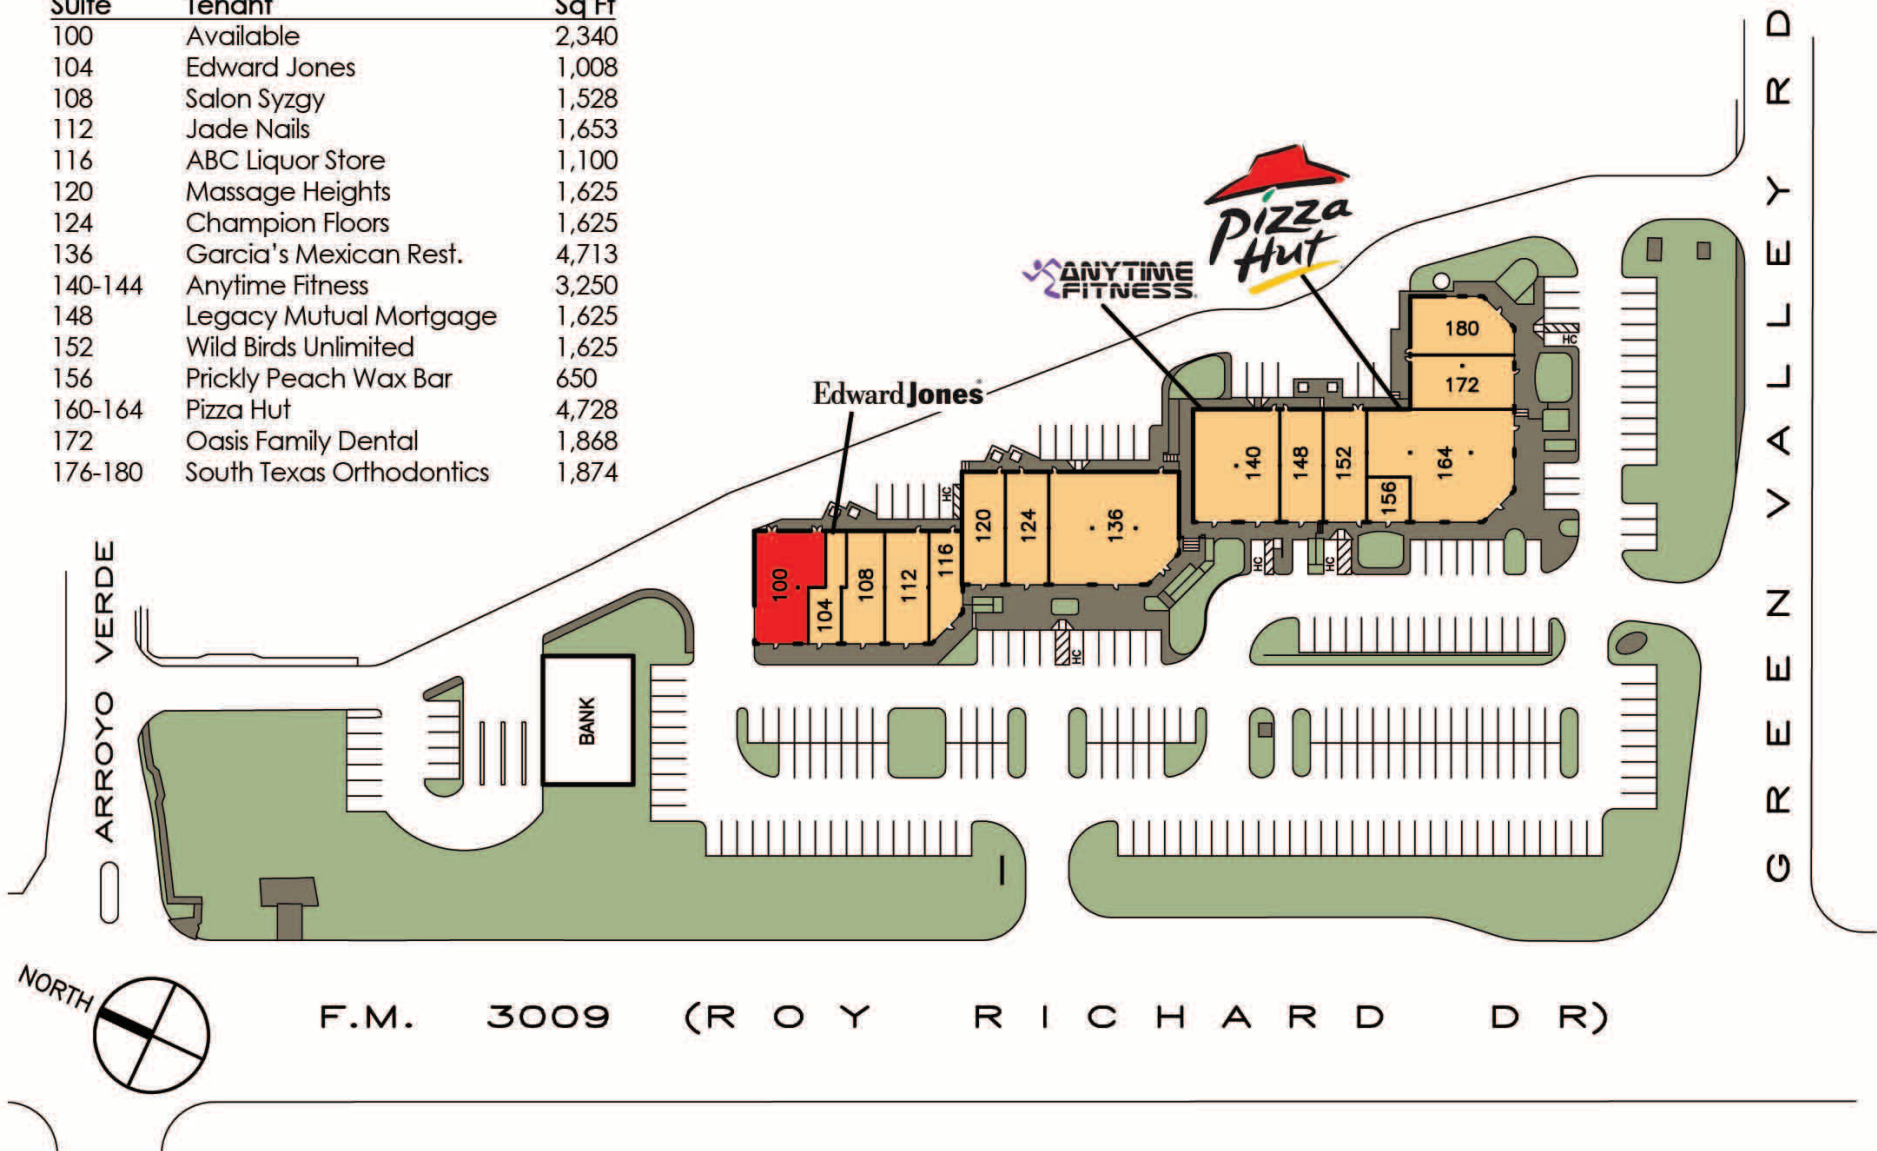 Suite Tenant Sq Ft
100 Available 2,340
104 Edward Jones 1,008
108 Salon Syzgy 1,528
112 Jade Nails 1,653
116 ABC Liquor Store 1,100
120 Massage Heights 1,625
124 Champion Floors 1,625
136 Garcia's Mexican Rest. 4,713
140-144 Anytime Fitness 3,250
148 Legacy Mutual Mortgage 1,625
152 Wild Birds Unlimited 1,625
156 Prickly Peach Wax Bar 650
160-164 Pizza Hut 4,728
172 Oasis Family Dental 1,868
176-180 South Texas Orthodontics 1,874
Pizza
Hut
ANYTIME
FITNESS
Edward Jones
180
HC
172
140
148
152
164
156
HC
120
124
136
HC
HC
100
104
108
112
116
HC
BANK
ARROYO VERDE
GREEN VALLEY RD
NORTH
F.M. 3009 (ROY RICHARD DR)